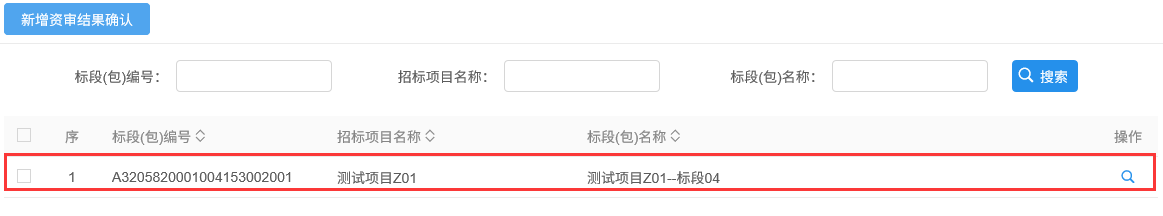 新增资审结果确认
标段(包)编号： 招标项目名称： 标段(包)名称： 搜索
序 标段(包)编号 招标项目名称 标段(包)名称 操作
1 A3205820001004153002001 测试项目Z01 测试项目Z01--标段04